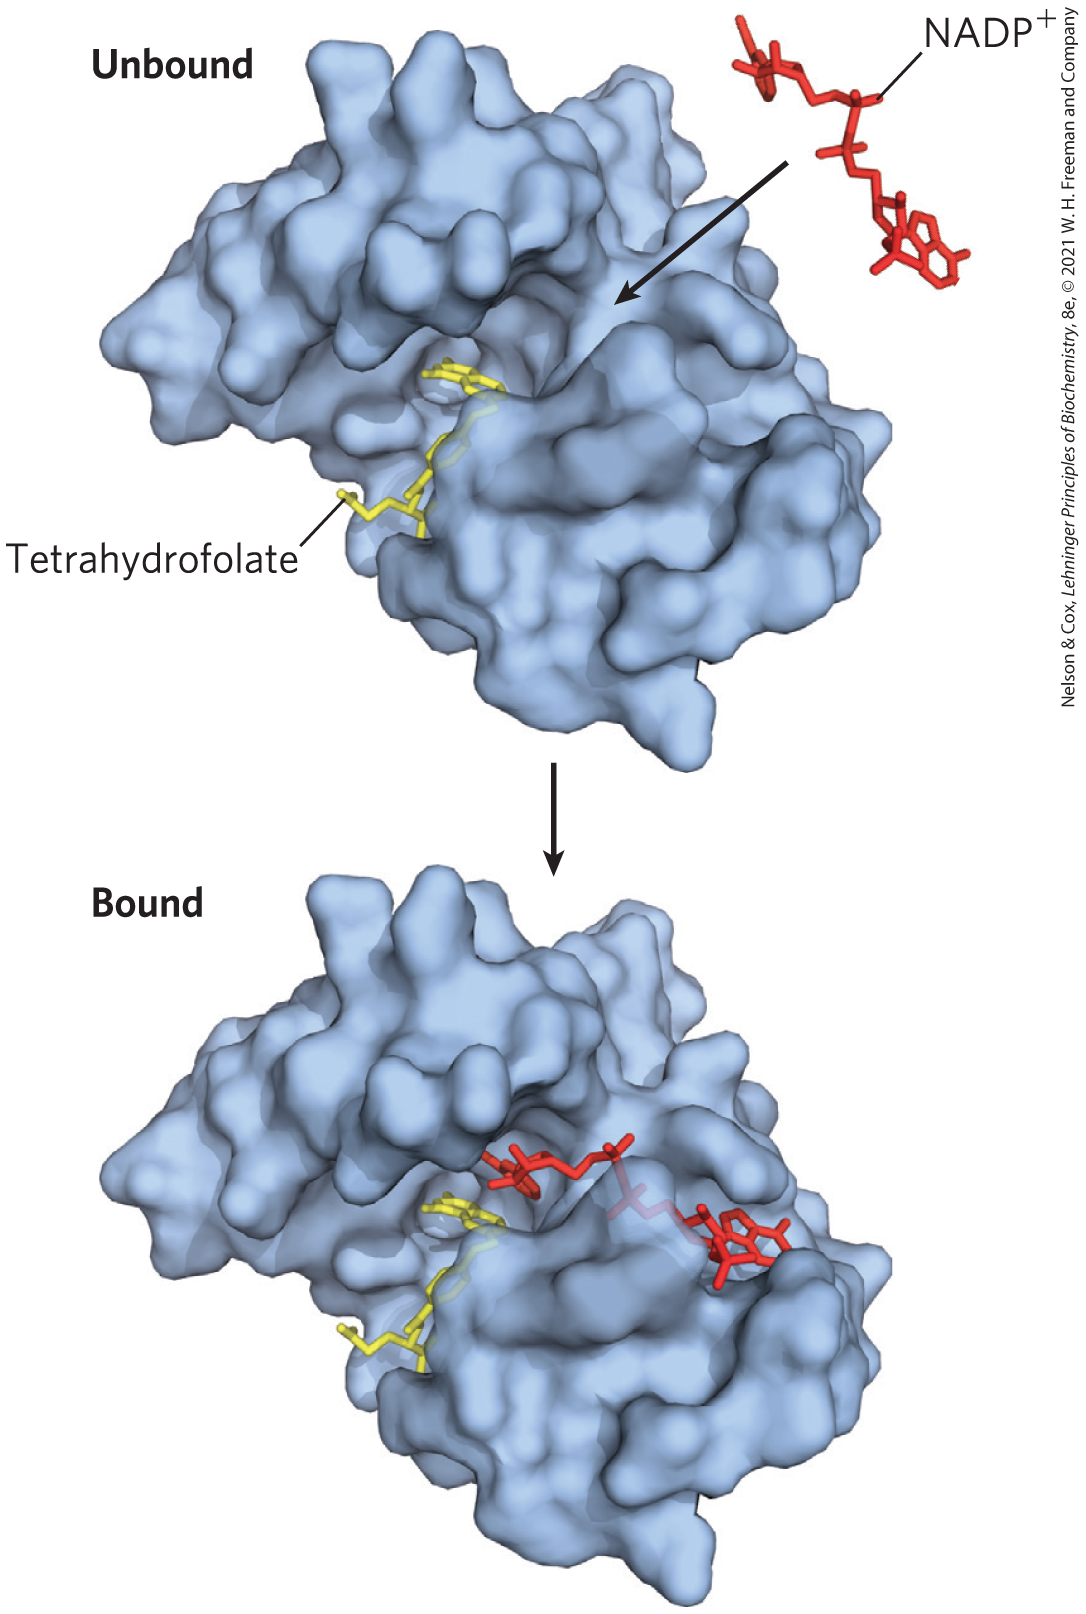 Unbound
NADP+
Tetrahydrofolate
Bound
Nelson & Cox, Lehninger Principles of Biochemistry, 8e, © 2021 W. H. Freeman and Company